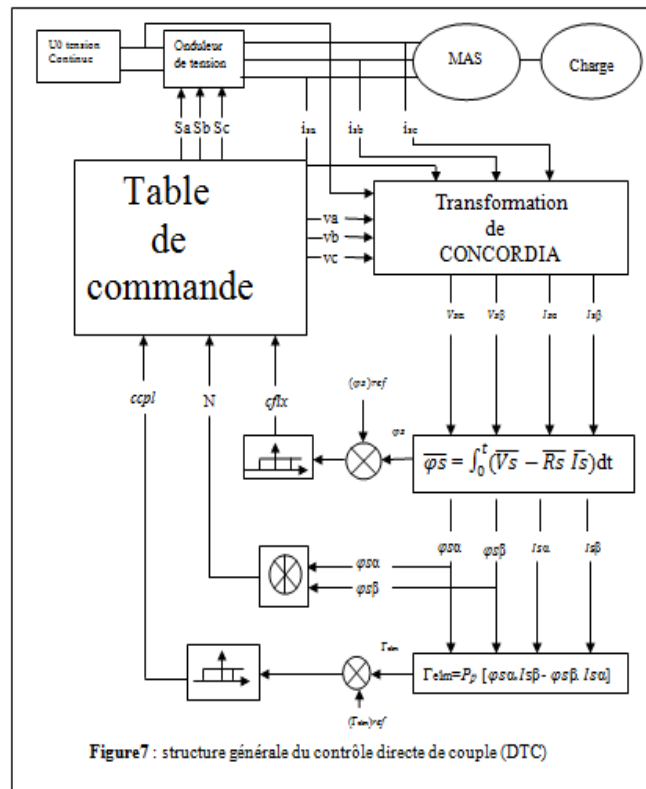 U0 tension
Continue
Onduleur
de tension
MAS
Charge
Sa Sb Sc
isa
isb
isc
Table
de
commande
va
vb
vc
Transformation
de
CONCORDIA
Vsα
Vsβ
Isα
Isβ
ccpl
N
çflx
(φs)ref
φs
φs = ∫₀ᵗ(Vs − Rs Is)dt
φsα
φsβ
Isα
Isβ
φsα
φsβ
Γelm
Γelm=Pp [φsα.Isβ- φsβ. Isα]
(Γelm)ref
Figure7 : structure générale du contrôle directe de couple (DTC)